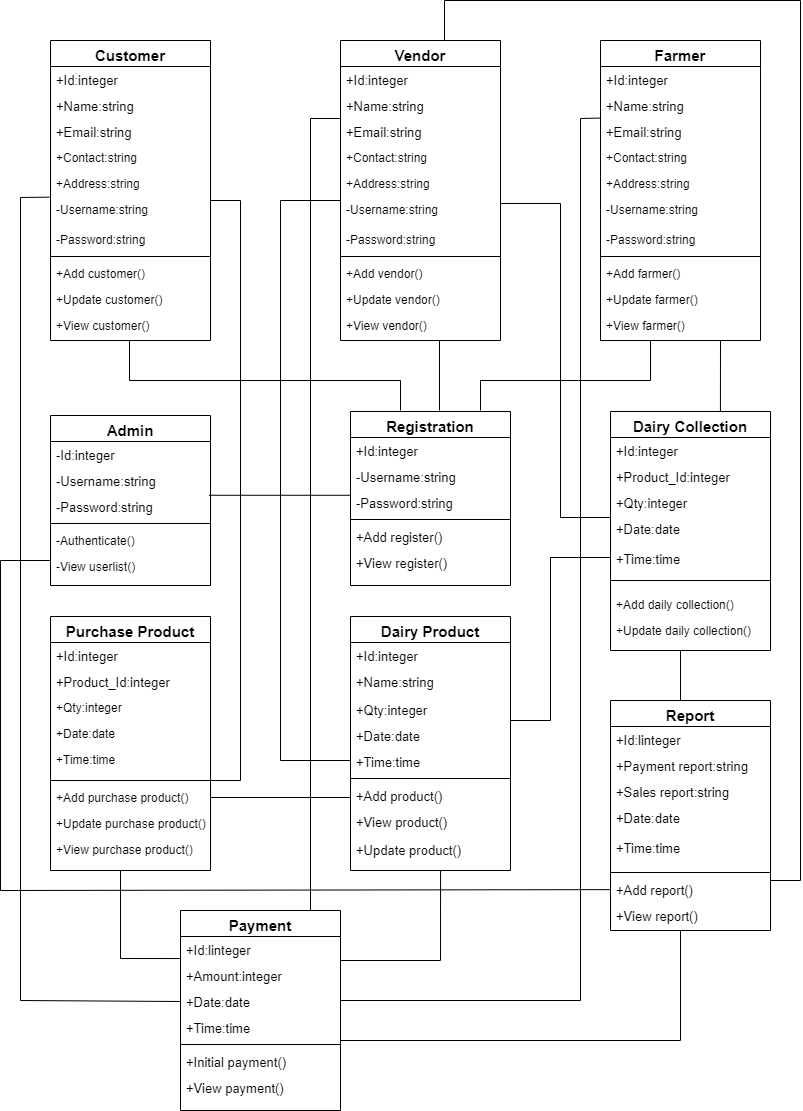 Customer
+Id:integer
+Name:string
+Email:string
+Contact:string
+Address:string
-Username:string
-Password:string
+Add customer()
+Update customer()
+View customer()
Vendor
+Id:integer
+Name:string
+Email:string
+Contact:string
+Address:string
-Username:string
-Password:string
+Add vendor()
+Update vendor()
+View vendor()
Farmer
+Id:integer
+Name:string
+Email:string
+Contact:string
+Address:string
-Username:string
-Password:string
+Add farmer()
+Update farmer()
+View farmer()
Admin
-Id:integer
-Username:string
-Password:string
-Authenticate()
-View userlist()
Registration
+Id:integer
-Username:string
-Password:string
+Add register()
+View register()
Dairy Collection
+Id:integer
+Product_Id:integer
+Qty:integer
+Date:date
+Time:time
+Add daily collection()
+Update daily collection()
Purchase Product
+Id:integer
+Product_Id:integer
+Qty:integer
+Date:date
+Time:time
+Add purchase product()
+Update purchase product()
+View purchase product()
Dairy Product
+Id:integer
+Name:string
+Qty:integer
+Date:date
+Time:time
+Add product()
+View product()
+Update product()
Report
+Id:Iinteger
+Payment report:string
+Sales report:string
+Date:date
+Time:time
+Add report()
+View report()
Payment
+Id:Iinteger
+Amount:integer
+Date:date
+Time:time
+Initial payment()
+View payment()